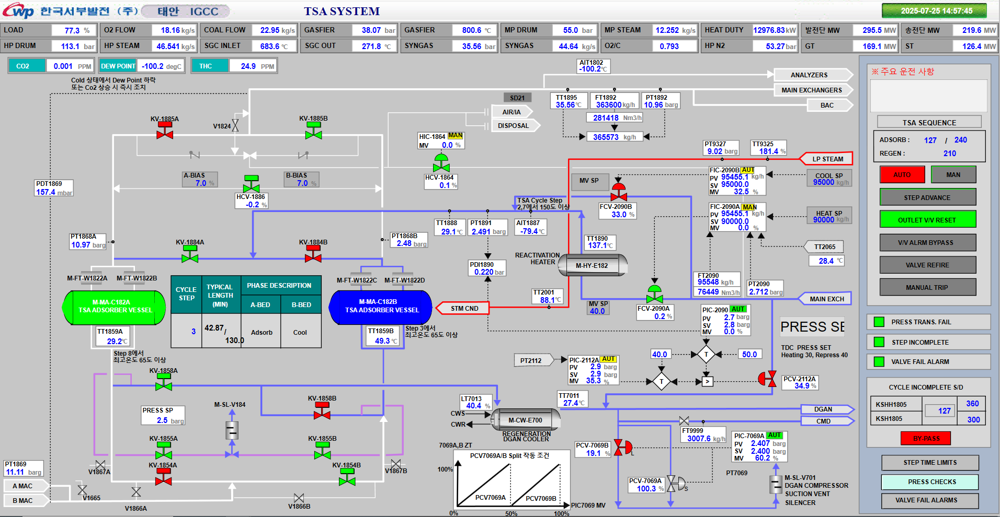 cwp 한국서부발전 (주) 태안 IGCC
TSA SYSTEM
2025-07-25 14:57:45
LOAD 77.3 % O2 FLOW 18.16 kg/s COAL FLOW 22.95 kg/s GASFIER 38.07 bar GASFIER 800.6 ℃ MP DRUM 55.0 bar MP STEAM 12.252 kg/s HEAT DUTY 12976.83 kW 발전단 MW 295.5 MW 송전단 MW 219.6 MW
HP DRUM 113.1 bar HP STEAM 46.541 kg/s SGC INLET 683.6 ℃ SGC OUT 271.8 ℃ SYNGAS 35.56 bar SYNGAS 44.64 kg/s O2/C 0.793 HP N2 53.27 bar GT 169.1 MW ST 126.4 MW
CO2 0.001 PPM DEW POINT -100.2 degC THC 24.9 PPM
Cold 상태에서 Dew Point 하락
또는 Co2 상승 시 즉시 조치
AIT1802
-100.2℃
ANALYZERS
MAIN EXCHANGERS
BAC
SD21
AIR/IA
DISPOSAL
TT1895
35.56℃
FT1892
363600 kg/h
PT1892
10.96 barg
281418 Nm3/h
365573 kg/h
KV-1885A
V1824
KV-1885B
HIC-1864 MAN
MV 0.0 %
HCV-1864
0.1 %
PT9327
9.02 barg
TT9325
181.4 %
LP STEAM
A-BIAS
7.0 %
B-BIAS
7.0 %
HCV-1886
-0.2 %
PDT1869
157.4 mbar
MV SP
FIC-2090B AUT
PV 95455.1 kg/h
SV 95000.0
MV 32.5 %
COOL SP
95000 kg/h
TSA Cycle Step
2,7에서 150도 이상
FCV-2090B
33.0 %
FIC-2090A MAN
PV 95455.1 kg/h
SV 90000.0
MV 0.0 %
HEAT SP
90000 kg/h
TT1888
29.1 ℃
PT1891
2.491 barg
AIT1887
-79.4 ℃
PT1868A
10.97 barg
KV-1884A
KV-1884B
PT1868B
2.48 barg
TT1890
137.1℃
TT2065
28.4 ℃
REACTIVATION
HEATER
M-HY-E182
PDI1890
0.220 bar
M-FT-W1822A
M-FT-W1822B
M-FT-W1822C
M-FT-W1822D
FT2090
95548 kg/h
76449 Nm3/h
PT2090
2.712 barg
CYCLE
STEP
TYPICAL
LENGTH
(MIN)
PHASE DESCRIPTION
A-BED
B-BED
3
42.87/
130.0
Adsorb
Cool
M-MA-C182A
TSA ADSORBER VESSEL
M-MA-C182B
TSA ADSORBER VESSEL
STM CND
TT2001
88.1℃
MV SP
40.0
FCV-2090A
0.2 %
MAIN EXCH
PIC-2090 AUT
PV 2.7 barg
SV 2.8 barg
MV 0.0 %
TT1859A
29.2℃
TT1859B
49.3 ℃
Step 3에서
최고온도 65도 이상
Step 8에서
최고온도 65도 이상
TDC PRESS SET
Heating 30, Repress 40
PT2112
PIC-2112A AUT
PV 2.9 barg
SV 2.9 barg
MV 35.3 %
40.0
T
50.0
T
>
PCV-2112A
34.9 %
KV-1858A
KV-1858B
PRESS SP
2.5 barg
M-SL-V184
LT7013
40.4 %
TT7011
27.4℃
CWS
CWR
M-CW-E700
REGENERATION
DGAN COOLER
DGAN
CMD
FT9999
3007.6 kg/h
KV-1855A
KV-1855B
KV-1854A
KV-1854B
PT1869
11.11 barg
V1867A
V1867B
A MAC
B MAC
V1665
V1866A
V1866B
7069A,B ZT
PCV7069A/B Split 작동 조건
100%
PCV7069A
PCV7069B
PIC7069 MV
0%
50%
100%
PCV-7069B
19.1 %
L
PIC-7069A AUT
PV 2.407 barg
SV 2.400 barg
MV 60.2 %
PT7069
PCV-7069A
100.3 %
S
M-SL-V701
DGAN COMPRESSOR
SUCTION VENT
SILENCER
※ 주요 운전 사항
TSA SEQUENCE
ADSORB : 127 / 240
REGEN : 210
AUTO MAN
STEP ADVANCE
OUTLET V/V RESET
V/V ALRM BYPASS
VALVE REFIRE
MANUAL TRIP
PRESS TRANS. FAIL
STEP INCOMPLETE
VALVE FAIL ALARM
CYCLE INCOMPLETE S/D
KSHH1805 127 360
KSH1805 300
BY-PASS
STEP TIME LIMITS
PRESS CHECKS
VALVE FAIL ALARMS